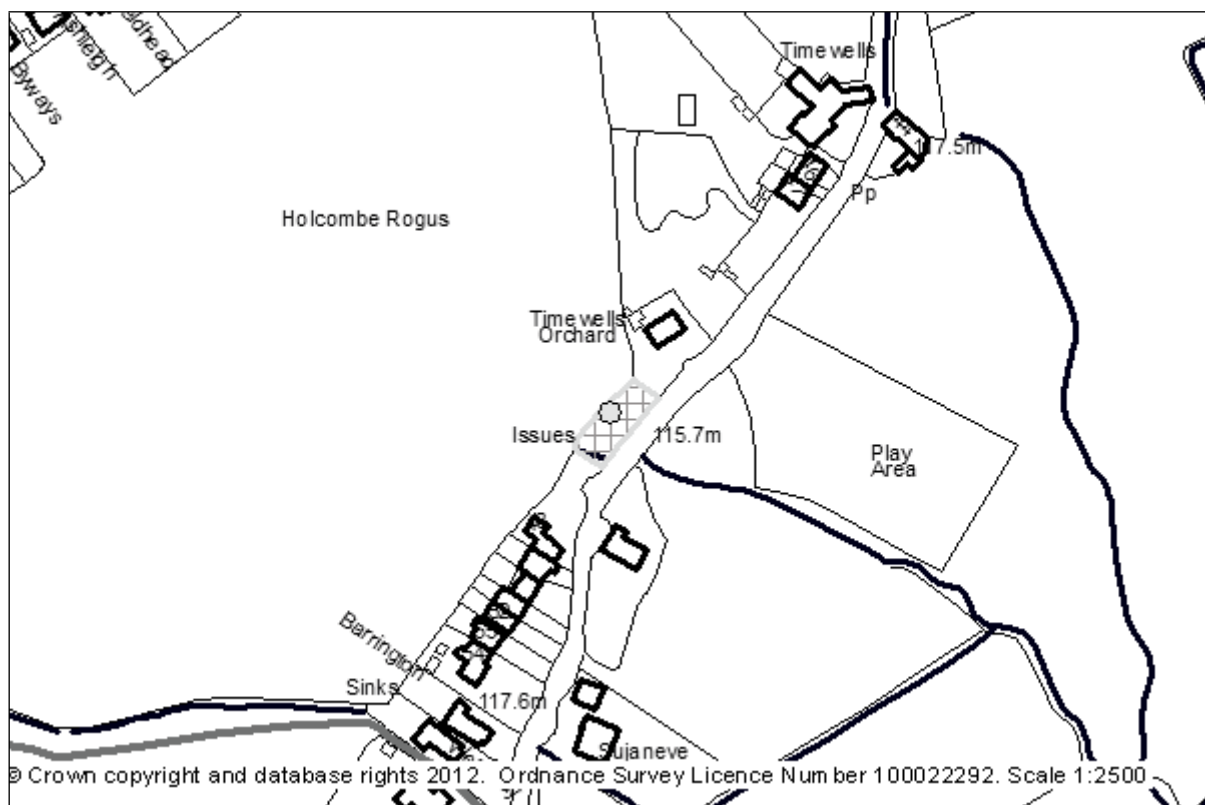 Byways
Timewells
117.5m
Pp
Holcombe Rogus
Timewells
Orchard
Issues
115.7m
Play
Area
Barrington
Sinks
117.6m
Sujaneve
© Crown copyright and database rights 2012. Ordnance Survey Licence Number 100022292. Scale 1:2500